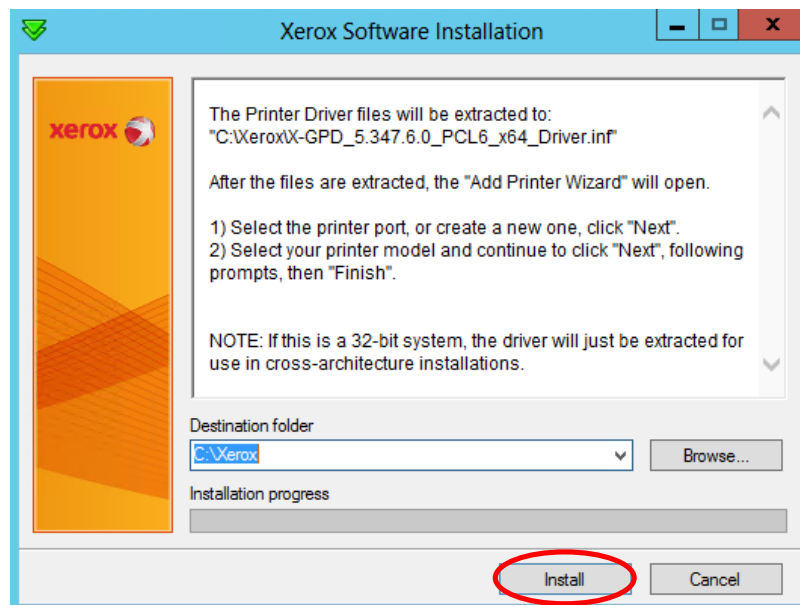 Xerox Software Installation
xerox
The Printer Driver files will be extracted to:
"C:\Xerox\X-GPD_5.347.6.0_PCL6_x64_Driver.inf"
After the files are extracted, the "Add Printer Wizard" will open.
1) Select the printer port, or create a new one, click "Next".
2) Select your printer model and continue to click "Next", following
prompts, then "Finish".
NOTE: If this is a 32-bit system, the driver will just be extracted for
use in cross-architecture installations.
Destination folder
C:\Xerox
Browse...
Installation progress
Install
Cancel